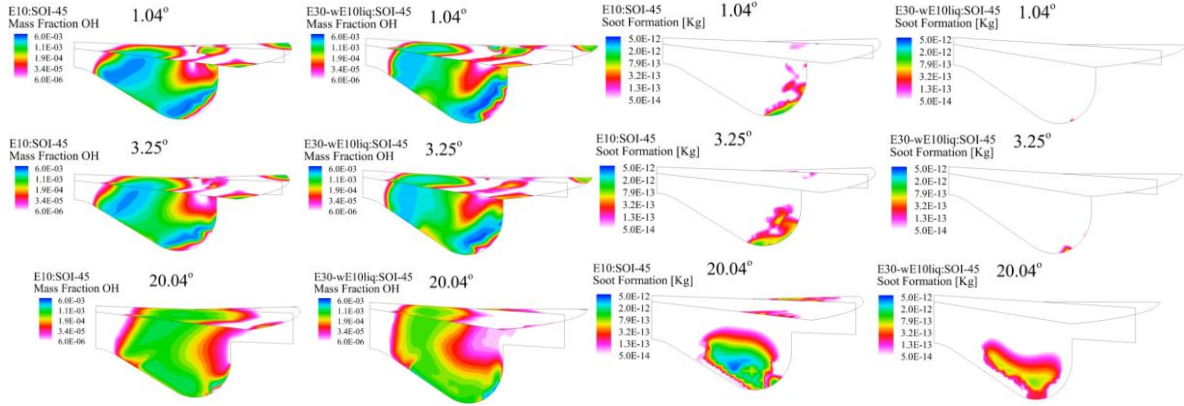 E10:SOI-45
Mass Fraction OH
1.04°
6.0E-03
1.1E-03
1.9E-04
3.4E-05
6.0E-06
E30-wE10liq:SOI-45
Mass Fraction OH
1.04°
6.0E-03
1.1E-03
1.9E-04
3.4E-05
6.0E-06
E10:SOI-45
Soot Formation [Kg]
1.04°
5.0E-12
2.0E-12
7.9E-13
3.2E-13
1.3E-13
5.0E-14
E30-wE10liq:SOI-45
Soot Formation [Kg]
1.04°
5.0E-12
2.0E-12
7.9E-13
3.2E-13
1.3E-13
5.0E-14
E10:SOI-45
Mass Fraction OH
3.25°
6.0E-03
1.1E-03
1.9E-04
3.4E-05
6.0E-06
E30-wE10liq:SOI-45
Mass Fraction OH
3.25°
6.0E-03
1.1E-03
1.9E-04
3.4E-05
6.0E-06
E10:SOI-45
Soot Formation [Kg]
3.25°
5.0E-12
2.0E-12
7.9E-13
3.2E-13
1.3E-13
5.0E-14
E30-wE10liq:SOI-45
Soot Formation [Kg]
3.25°
5.0E-12
2.0E-12
7.9E-13
3.2E-13
1.3E-13
5.0E-14
E10:SOI-45
Mass Fraction OH
20.04°
6.0E-03
1.1E-03
1.9E-04
3.4E-05
6.0E-06
E30-wE10liq:SOI-45
Mass Fraction OH
20.04°
6.0E-03
1.1E-03
1.9E-04
3.4E-05
6.0E-06
E10:SOI-45
Soot Formation [Kg]
20.04°
5.0E-12
2.0E-12
7.9E-13
3.2E-13
1.3E-13
5.0E-14
E30-wE10liq:SOI-45
Soot Formation [Kg]
20.04°
5.0E-12
2.0E-12
7.9E-13
3.2E-13
1.3E-13
5.0E-14